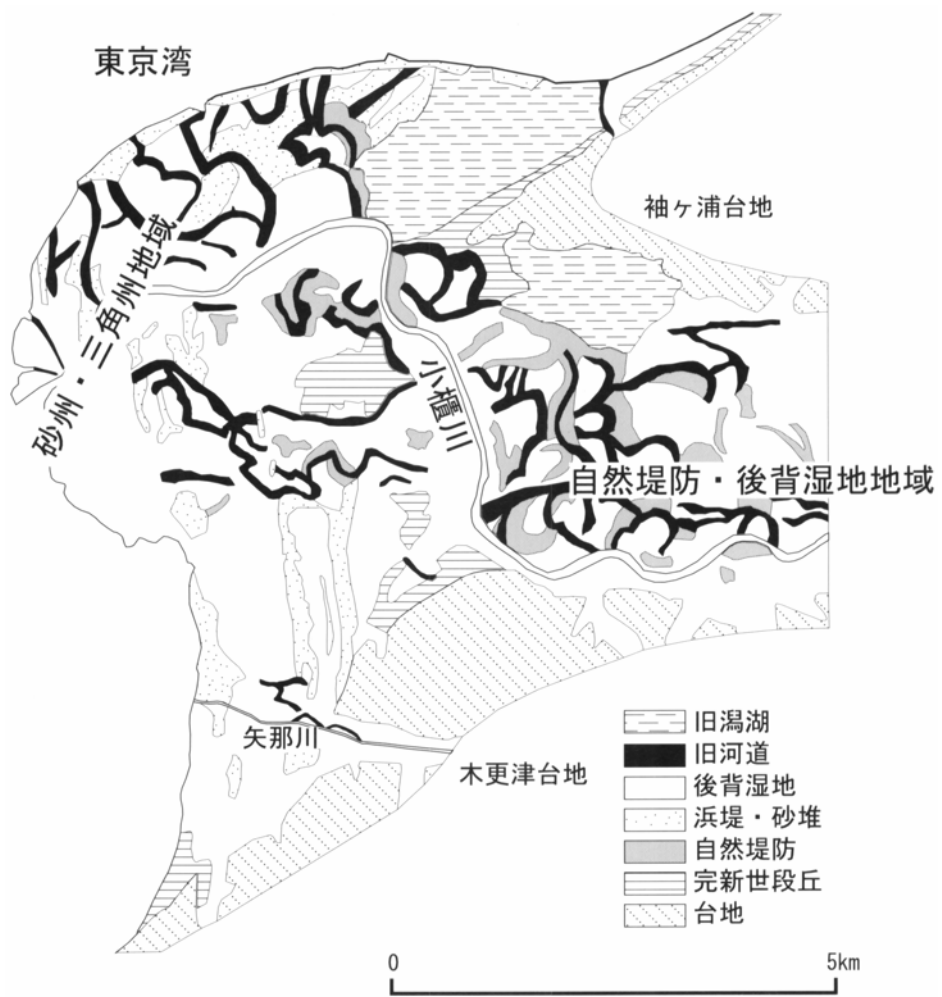 東京湾
袖ヶ浦台地
砂州・三角州地域
小櫃川
自然堤防・後背湿地地域
矢那川
木更津台地
旧潟湖
旧河道
後背湿地
浜堤・砂堆
自然堤防
完新世段丘
台地
0 5km